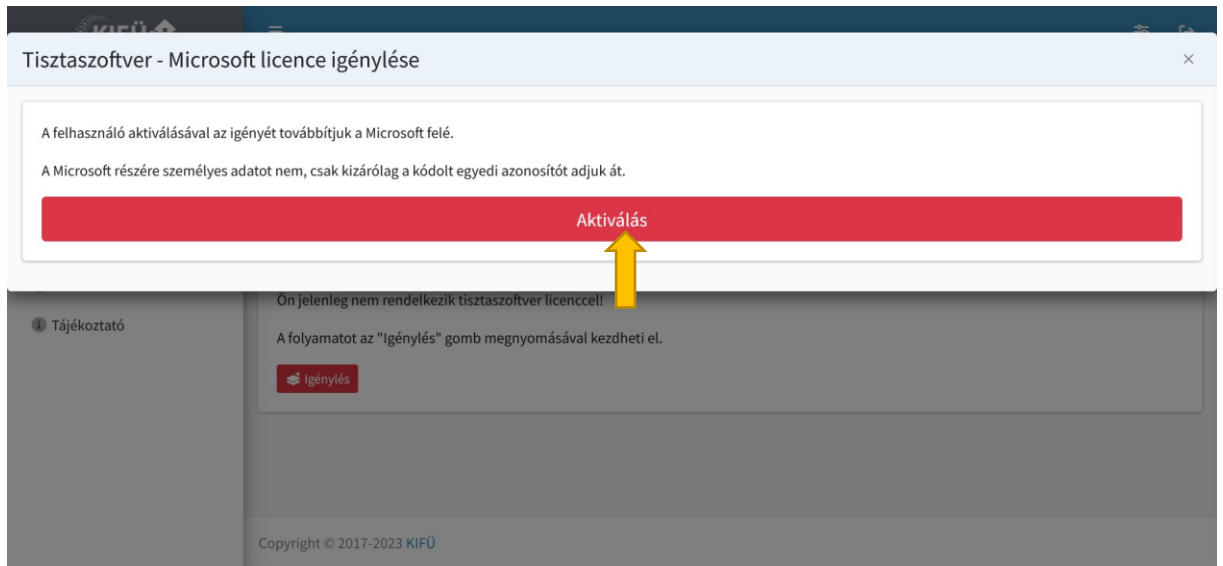 KIFÜ
Tisztaszoftver - Microsoft licence igénylése
×
A felhasználó aktiválásával az igényét továbbítjuk a Microsoft felé.
A Microsoft részére személyes adatot nem, csak kizárólag a kódolt egyedi azonosítót adjuk át.
Aktiválás
Ön jelenleg nem rendelkezik tisztaszoftver licenccel!
Tájékoztató
A folyamatot az "Igénylés" gomb megnyomásával kezdheti el.
Igénylés
Copyright © 2017-2023 KIFÜ